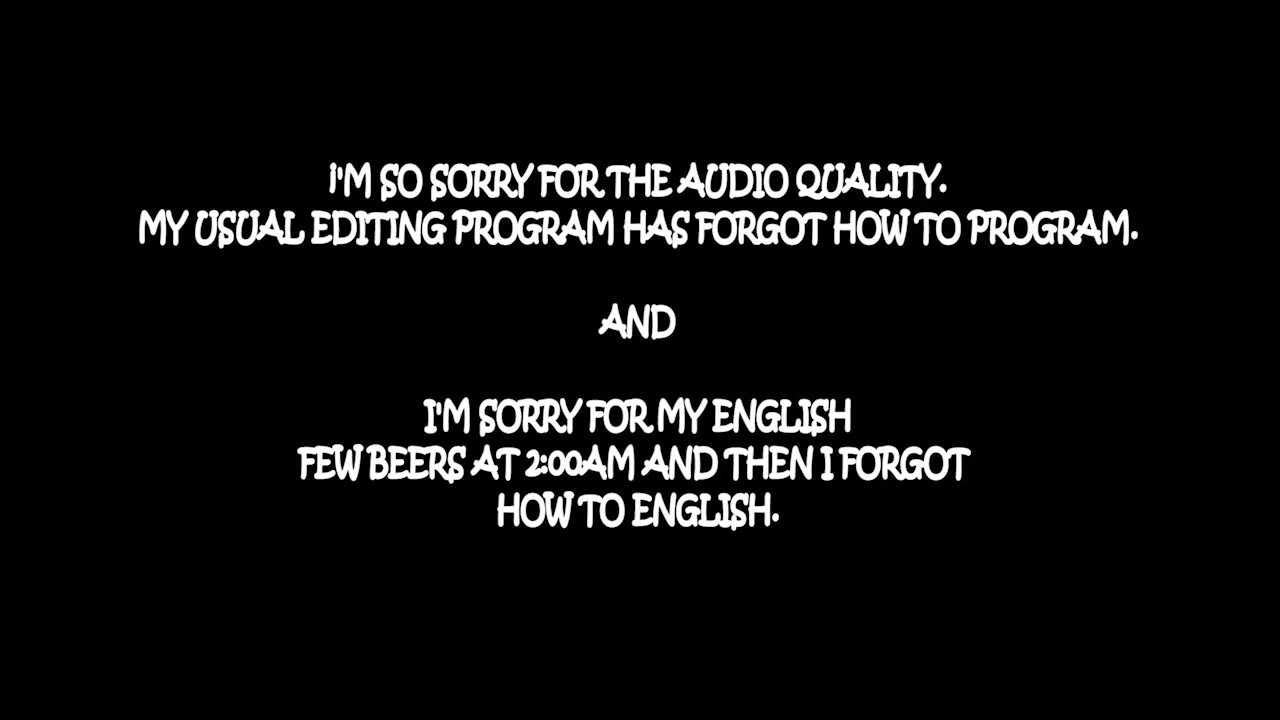 i'M SO SORRY FOR THE AUDIO QUALITY.
MY USUAL EDITING PROGRAM HAS FORGOT HOW TO PROGRAM.
AND
I'M SORRY FOR MY ENGLISH
FEW BEERS AT 2:00AM AND THEN I FORGOT
HOW TO ENGLISH.